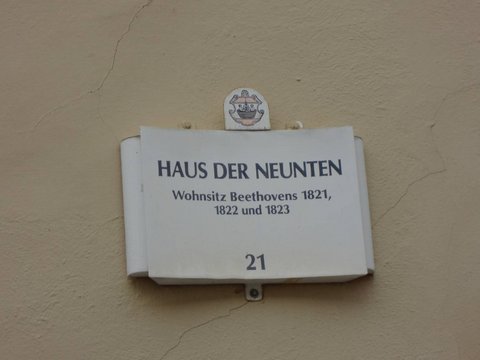 HAUS DER NEUNTEN
Wohnsitz Beethovens 1821,
1822 und 1823
21